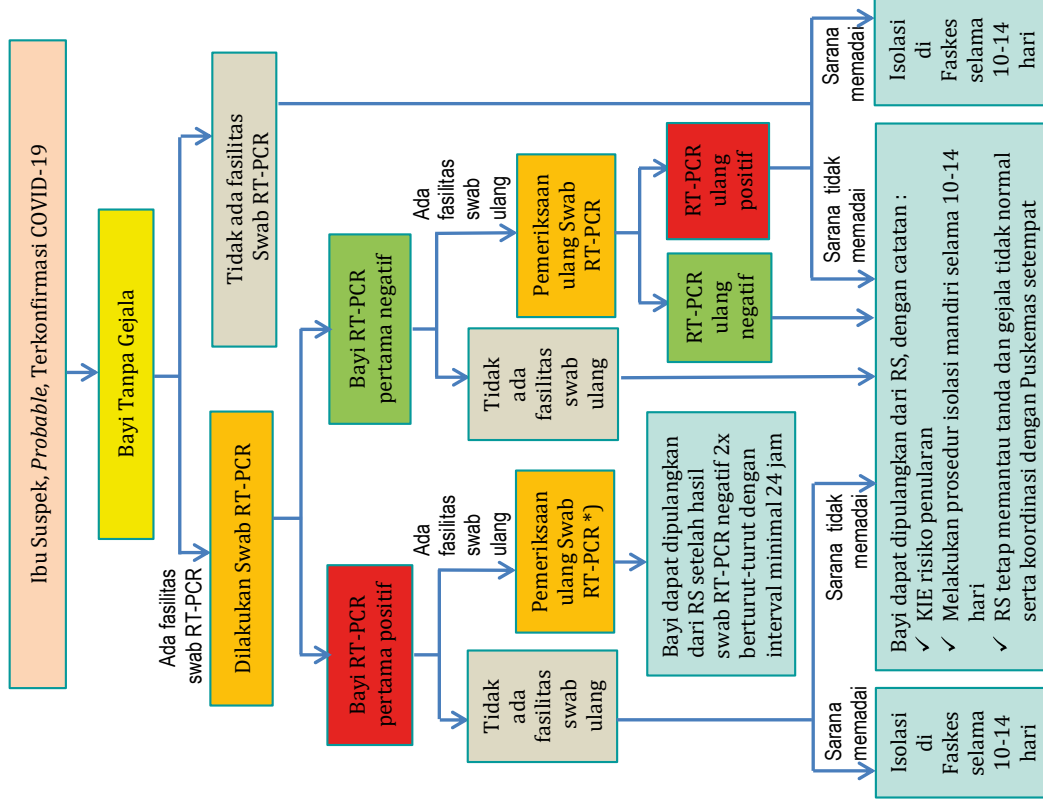 Ibu Suspek, Probable, Terkonfirmasi COVID-19
Bayi Tanpa Gejala
Ada fasilitas
swab RT-PCR
Dilakukan Swab RT-PCR
Tidak ada fasilitas
Swab RT-PCR
Bayi RT-PCR
pertama positif
Bayi RT-PCR
pertama negatif
Tidak
ada
fasilitas
swab
ulang
Ada
fasilitas
swab
ulang
Pemeriksaan
ulang Swab
RT-PCR *)
Tidak
ada
fasilitas
swab
ulang
Ada
fasilitas
swab
ulang
Pemeriksaan
ulang Swab
RT-PCR
RT-PCR
ulang
negatif
RT-PCR
ulang
positif
Bayi dapat dipulangkan
dari RS setelah hasil
swab RT-PCR negatif 2x
berturut-turut dengan
interval minimal 24 jam
Sarana
memadai
Sarana tidak
memadai
Sarana tidak
memadai
Sarana
memadai
Isolasi
di
Faskes
selama
10-14
hari
Bayi dapat dipulangkan dari RS, dengan catatan :
✓ KIE risiko penularan
✓ Melakukan prosedur isolasi mandiri selama 10-14
hari
✓ RS tetap memantau tanda dan gejala tidak normal
serta koordinasi dengan Puskemas setempat
Isolasi
di
Faskes
selama
10-14
hari